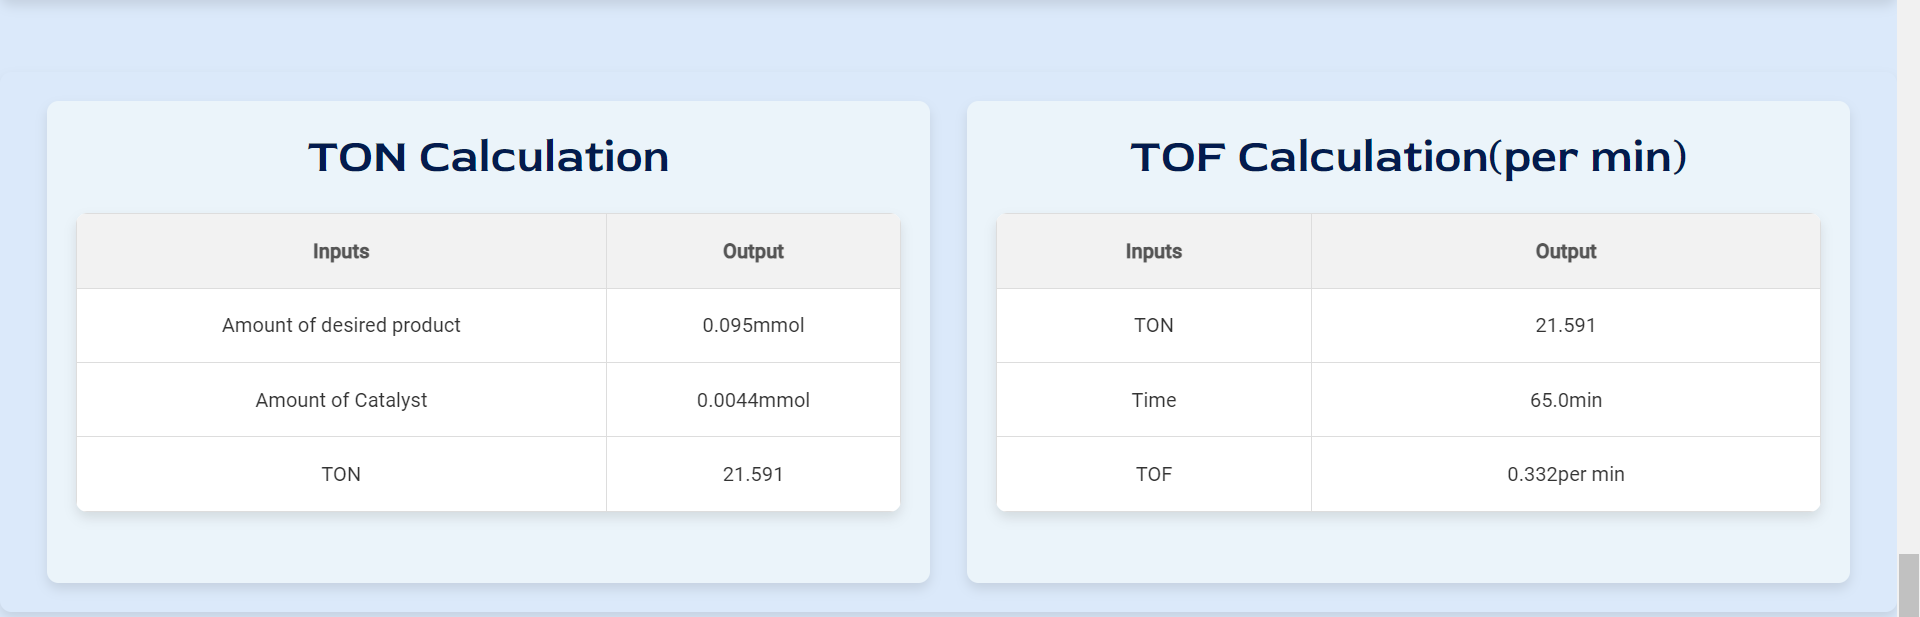 TON Calculation
Inputs Output
Amount of desired product 0.095mmol
Amount of Catalyst 0.0044mmol
TON 21.591
TOF Calculation(per min)
Inputs Output
TON 21.591
Time 65.0min
TOF 0.332per min